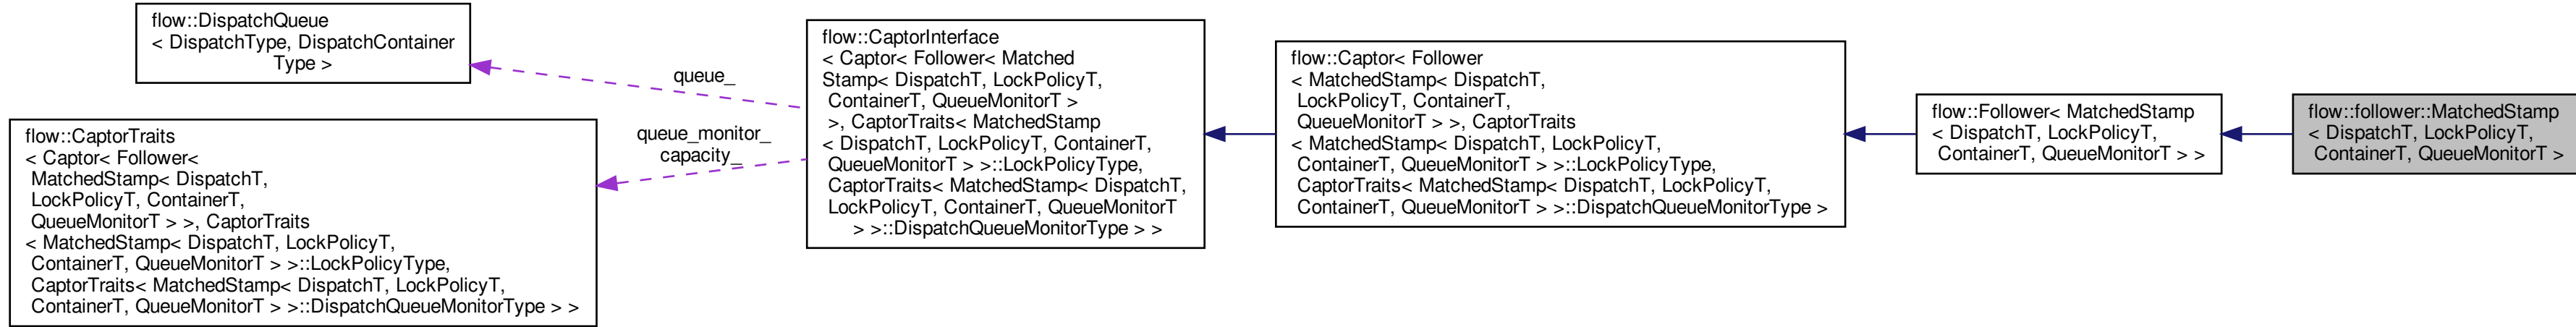 flow::DispatchQueue
< DispatchType, DispatchContainer
Type >
flow::CaptorTraits
< Captor< Follower<
MatchedStamp< DispatchT,
LockPolicyT, ContainerT,
QueueMonitorT > >, CaptorTraits
< MatchedStamp< DispatchT, LockPolicyT,
ContainerT, QueueMonitorT > >::LockPolicyType,
CaptorTraits< MatchedStamp< DispatchT, LockPolicyT,
ContainerT, QueueMonitorT > >::DispatchQueueMonitorType > >
queue_
queue_monitor_
capacity_
flow::CaptorInterface
< Captor< Follower< Matched
Stamp< DispatchT, LockPolicyT,
ContainerT, QueueMonitorT >
>, CaptorTraits< MatchedStamp
< DispatchT, LockPolicyT, ContainerT,
QueueMonitorT > >::LockPolicyType,
CaptorTraits< MatchedStamp< DispatchT,
LockPolicyT, ContainerT, QueueMonitorT
> >::DispatchQueueMonitorType > >
flow::Captor< Follower
< MatchedStamp< DispatchT,
LockPolicyT, ContainerT,
QueueMonitorT > >, CaptorTraits
< MatchedStamp< DispatchT, LockPolicyT,
ContainerT, QueueMonitorT > >::LockPolicyType,
CaptorTraits< MatchedStamp< DispatchT, LockPolicyT,
ContainerT, QueueMonitorT > >::DispatchQueueMonitorType >
flow::Follower< MatchedStamp
< DispatchT, LockPolicyT,
ContainerT, QueueMonitorT > >
flow::follower::MatchedStamp
< DispatchT, LockPolicyT,
ContainerT, QueueMonitorT >